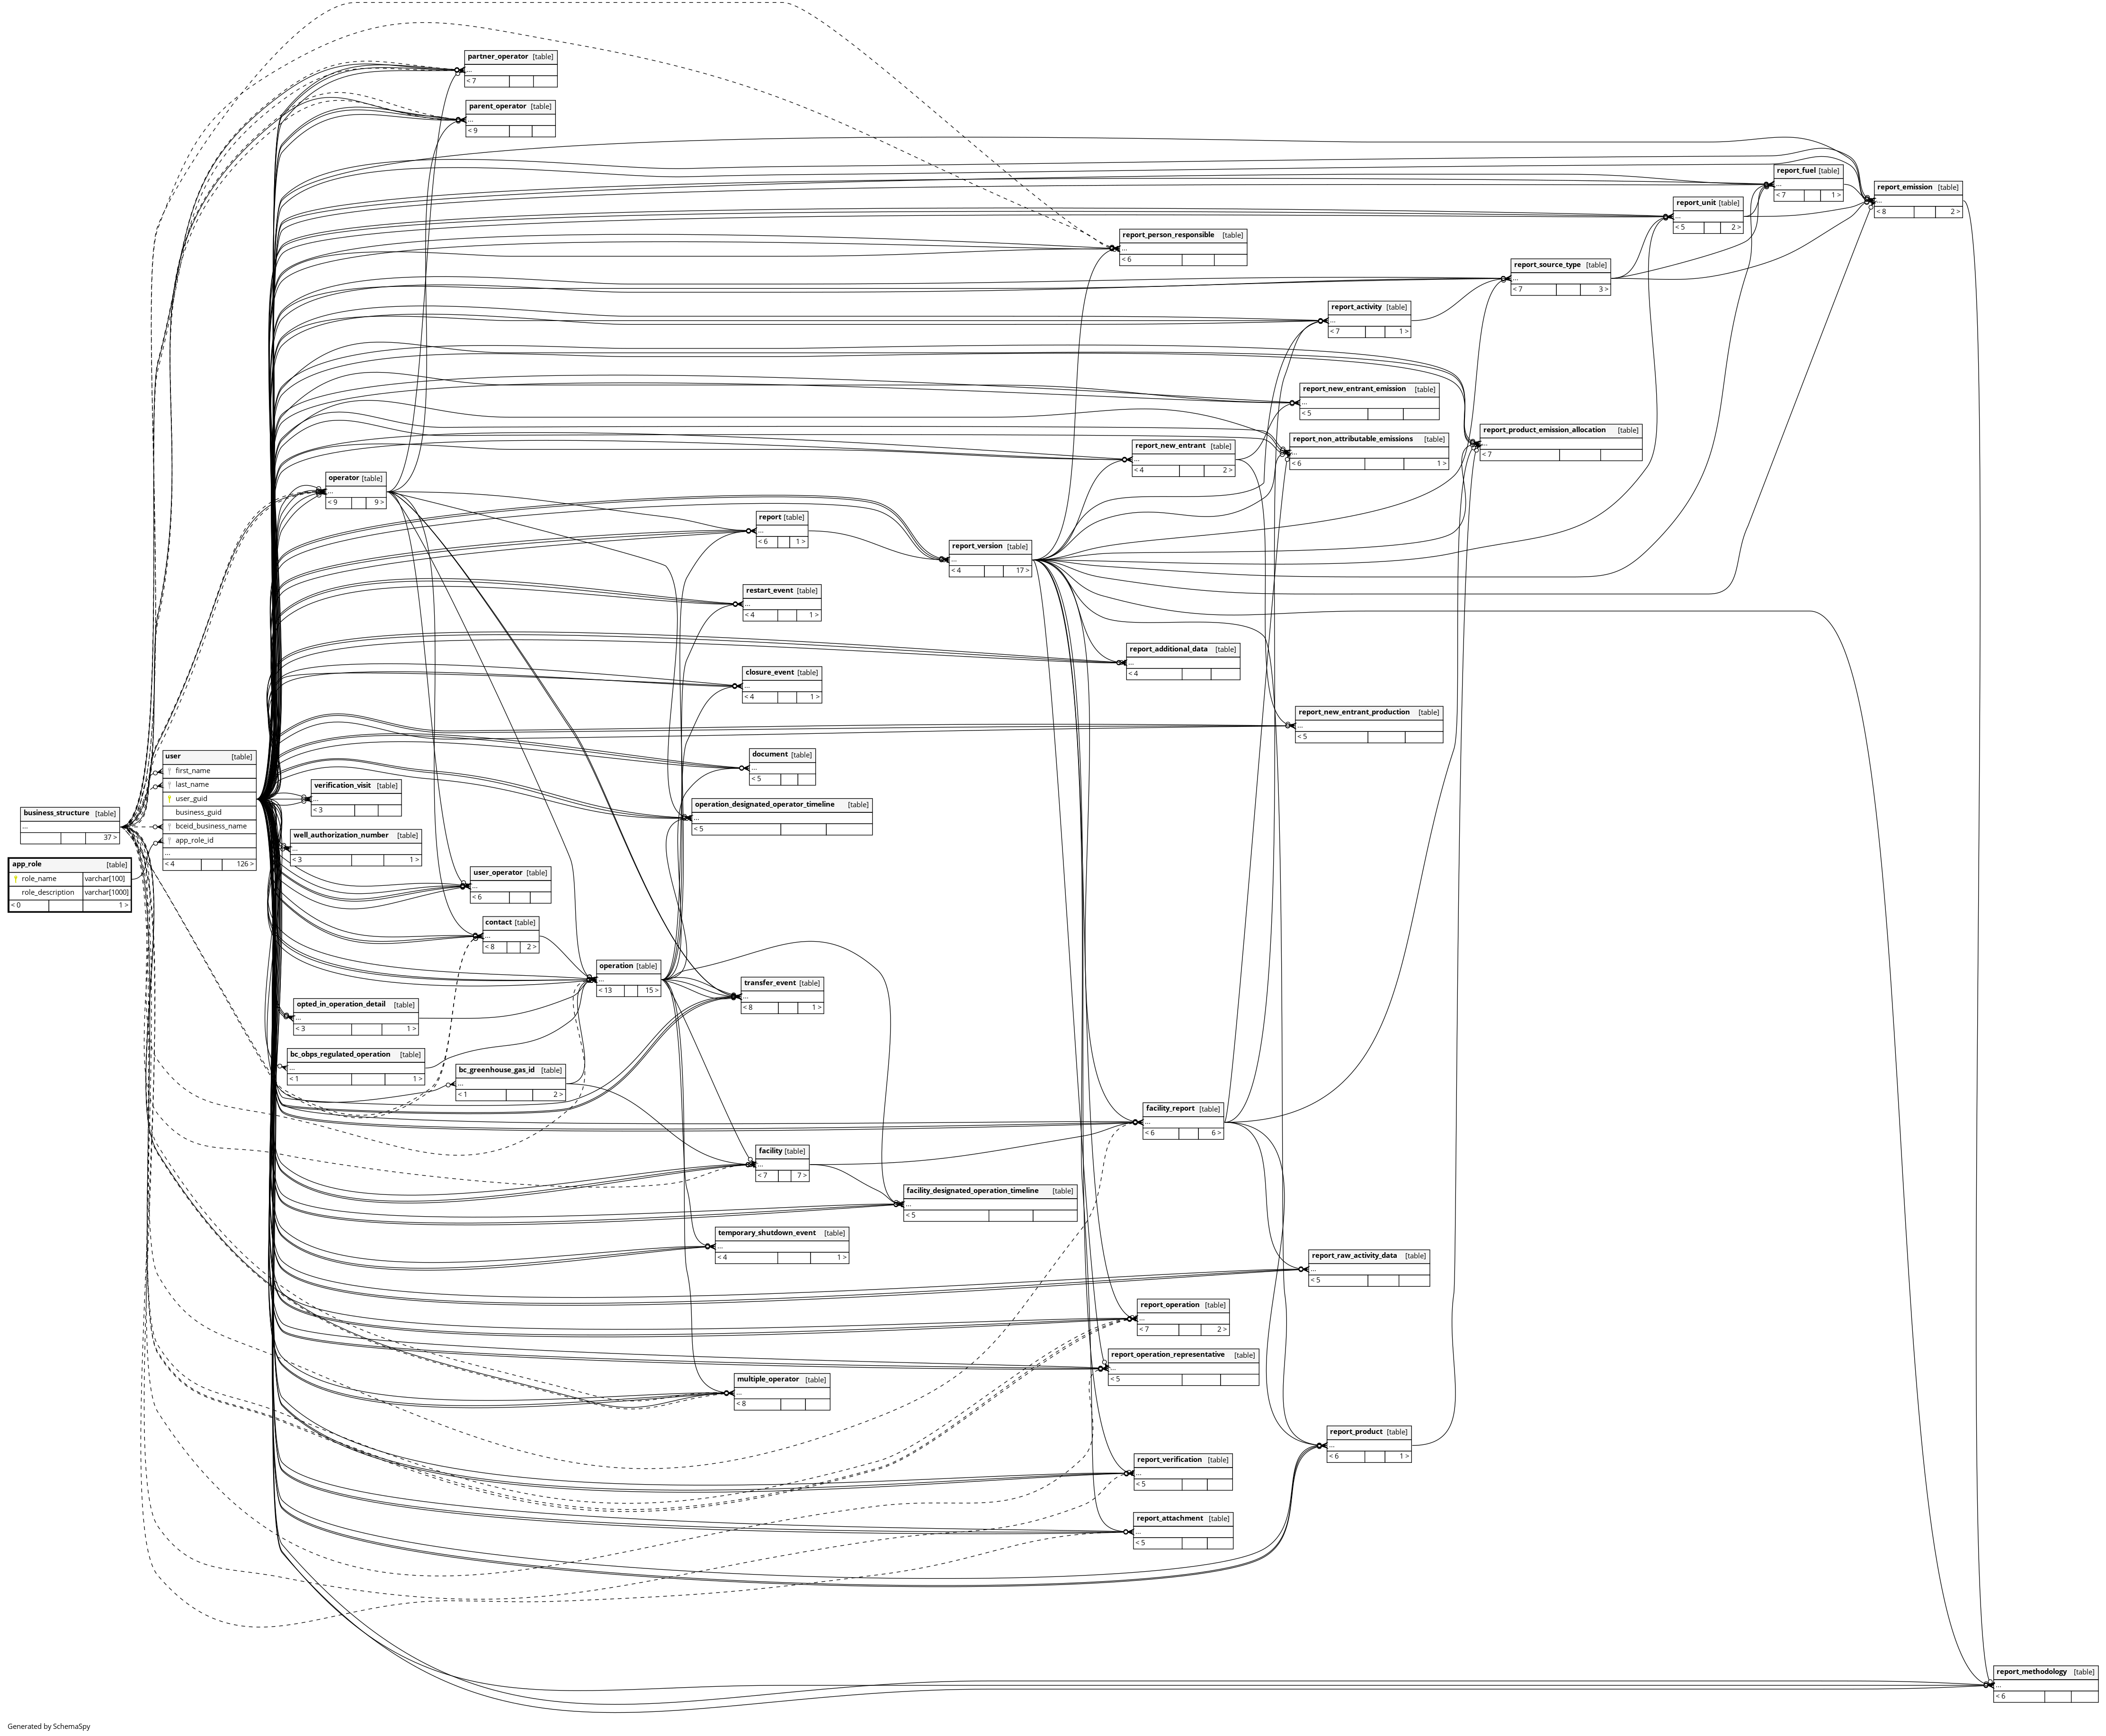 partner_operator [table]
...
< 7
parent_operator [table]
...
< 9
report_fuel [table]
...
< 7 1 >
report_emission [table]
...
< 8 2 >
report_unit [table]
...
< 5 2 >
report_person_responsible [table]
...
< 6
report_source_type [table]
...
< 7 3 >
report_activity [table]
...
< 7 1 >
report_new_entrant_emission [table]
...
< 5
report_product_emission_allocation [table]
...
< 7
report_non_attributable_emissions [table]
...
< 6 1 >
report_new_entrant [table]
...
< 4 2 >
operator [table]
...
< 9 9 >
report [table]
...
< 6 1 >
report_version [table]
...
< 4 17 >
restart_event [table]
...
< 4 1 >
report_additional_data [table]
...
< 4
closure_event [table]
...
< 4 1 >
report_new_entrant_production [table]
...
< 5
document [table]
...
< 5
user [table]
first_name
last_name
user_guid
business_guid
bceid_business_name
app_role_id
...
< 4 126 >
verification_visit [table]
...
< 3
operation_designated_operator_timeline [table]
...
< 5
business_structure [table]
...
37 >
well_authorization_number [table]
...
< 3 1 >
app_role [table]
role_name varchar[100]
role_description varchar[1000]
< 0 1 >
user_operator [table]
...
< 6
contact [table]
...
< 8 2 >
operation [table]
...
< 13 15 >
transfer_event [table]
...
< 8 1 >
opted_in_operation_detail [table]
...
< 3 1 >
bc_obps_regulated_operation [table]
...
< 1 1 >
bc_greenhouse_gas_id [table]
...
< 1 2 >
facility_report [table]
...
< 6 6 >
facility [table]
...
< 7 7 >
facility_designated_operation_timeline [table]
...
< 5
temporary_shutdown_event [table]
...
< 4 1 >
report_raw_activity_data [table]
...
< 5
report_operation [table]
...
< 7 2 >
report_operation_representative [table]
...
< 5
multiple_operator [table]
...
< 8
report_product [table]
...
< 6 1 >
report_verification [table]
...
< 5
report_attachment [table]
...
< 5
report_methodology [table]
...
< 6
Generated by SchemaSpy